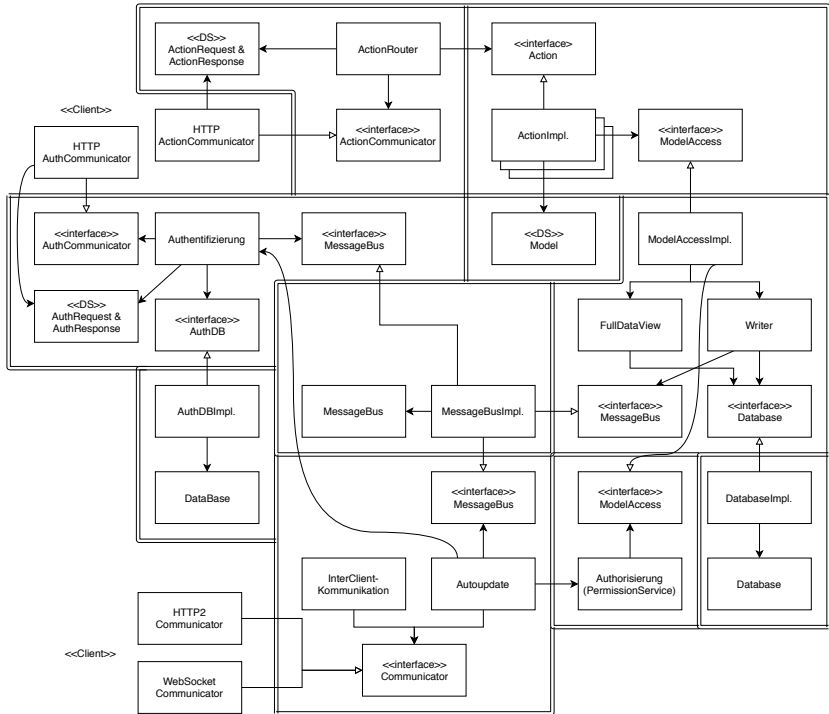 <<DS>>
ActionRequest &
ActionResponse
ActionRouter
<<interface>
Action
<<Client>>
HTTP
AuthCommunicator
HTTP
ActionCommunicator
<<interface>>
ActionCommunicator
ActionImpl.
<<interface>>
ModelAccess
<<interface>>
AuthCommunicator
Authentifizierung
<<interface>>
MessageBus
<<DS>>
Model
ModelAccessImpl.
<<DS>>
AuthRequest &
AuthResponse
<<interface>>
AuthDB
FullDataView
Writer
AuthDBImpl.
MessageBus
MessageBusImpl.
<<interface>>
MessageBus
<<interface>>
Database
DataBase
<<interface>>
MessageBus
<<interface>>
ModelAccess
DatabaseImpl.
InterClient-
Kommunikation
Autoupdate
Authorisierung
(PermissionService)
Database
HTTP2
Communicator
<<Client>>
WebSocket
Communicator
<<interface>>
Communicator